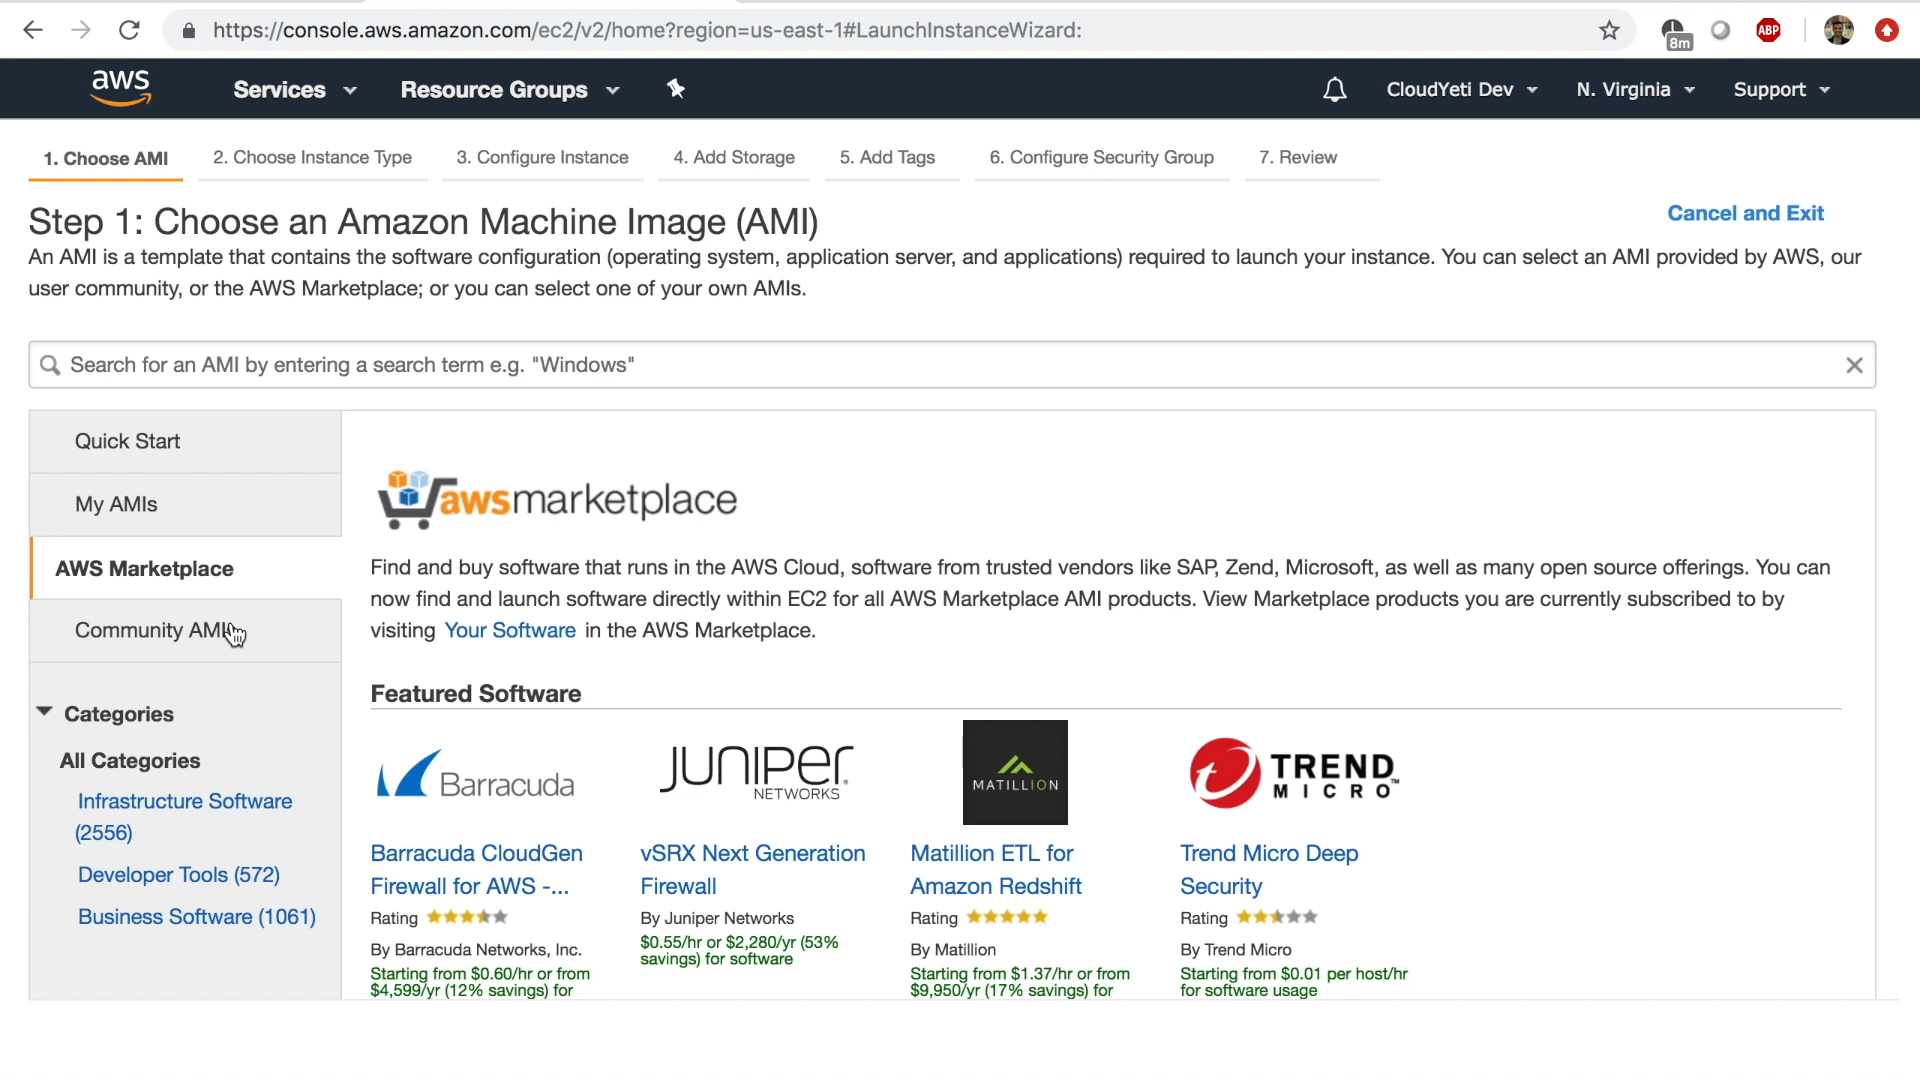 https://console.aws.amazon.com/ec2/v2/home?region=us-east-1#LaunchInstanceWizard:
8m
ABP
aws
Services
Resource Groups
CloudYeti Dev
N. Virginia
Support
1. Choose AMI
2. Choose Instance Type
3. Configure Instance
4. Add Storage
5. Add Tags
6. Configure Security Group
7. Review
Step 1: Choose an Amazon Machine Image (AMI)
Cancel and Exit
An AMI is a template that contains the software configuration (operating system, application server, and applications) required to launch your instance. You can select an AMI provided by AWS, our
user community, or the AWS Marketplace; or you can select one of your own AMIs.
Search for an AMI by entering a search term e.g. "Windows"
Quick Start
My AMIs
AWS Marketplace
Community AMIs
Categories
All Categories
Infrastructure Software
(2556)
Developer Tools (572)
Business Software (1061)
awsmarketplace
Find and buy software that runs in the AWS Cloud, software from trusted vendors like SAP, Zend, Microsoft, as well as many open source offerings. You can
now find and launch software directly within EC2 for all AWS Marketplace AMI products. View Marketplace products you are currently subscribed to by
visiting Your Software in the AWS Marketplace.
Featured Software
Barracuda
Barracuda CloudGen
Firewall for AWS -...
Rating
By Barracuda Networks, Inc.
Starting from $0.60/hr or from
$4,599/yr (12% savings) for
JUNIPEr
NETWORKS
vSRX Next Generation
Firewall
By Juniper Networks
$0.55/hr or $2,280/yr (53%
savings) for software
MATILLION
Matillion ETL for
Amazon Redshift
Rating
By Matillion
Starting from $1.37/hr or from
$9,950/yr (17% savings) for
TREND
MICRO™
Trend Micro Deep
Security
Rating
By Trend Micro
Starting from $0.01 per host/hr
for software usage